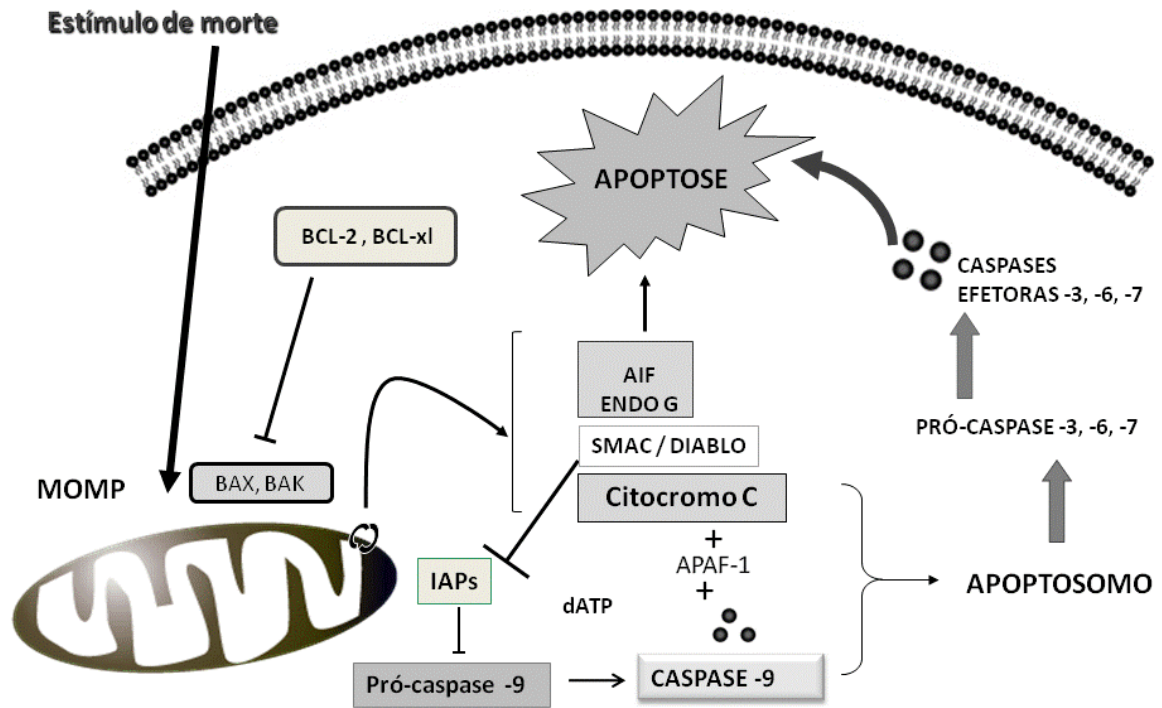 Estímulo de morte
APOPTOSE
BCL-2 , BCL-xl
CASPASES
EFETORAS -3, -6, -7
AIF
ENDO G
PRÓ-CASPASE -3, -6, -7
SMAC / DIABLO
MOMP
BAX, BAK
Citocromo C
+
APAF-1
+
IAPs
dATP
APOPTOSOMO
Pró-caspase -9
CASPASE -9